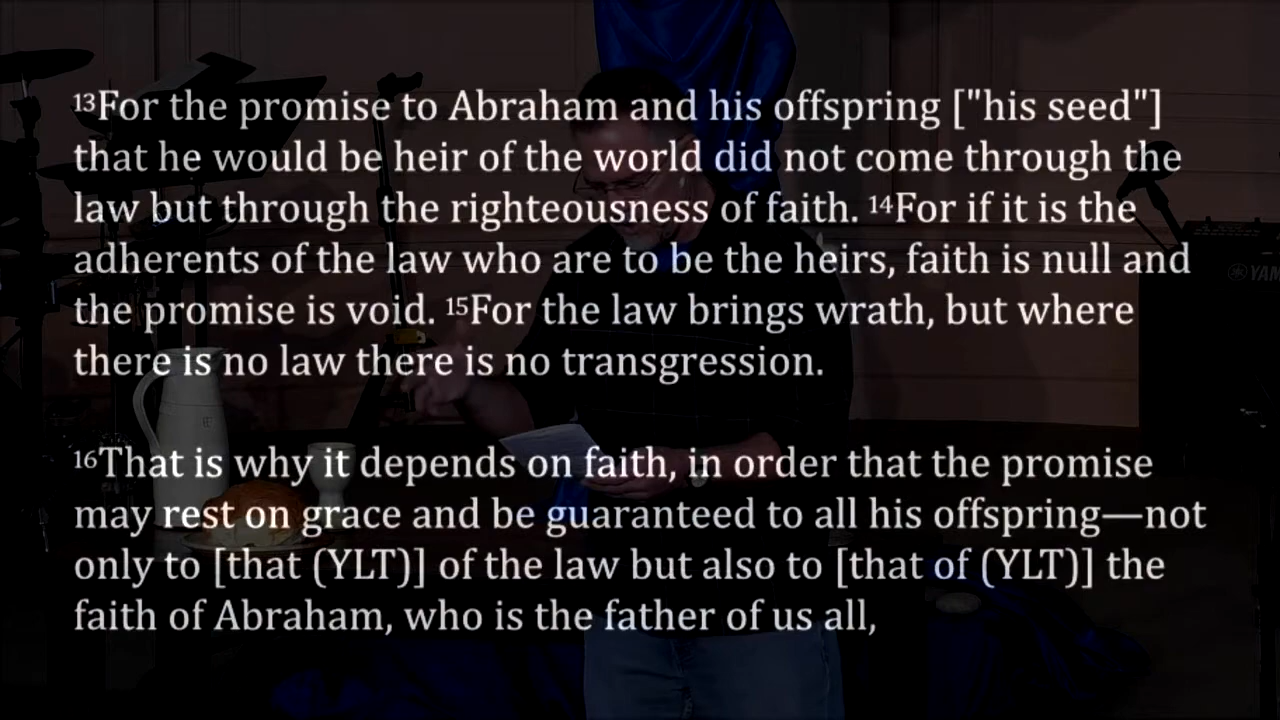 ¹³For the promise to Abraham and his offspring ["his seed"]
that he would be heir of the world did not come through the
law but through the righteousness of faith. ¹⁴For if it is the
adherents of the law who are to be the heirs, faith is null and
the promise is void. ¹⁵For the law brings wrath, but where
there is no law there is no transgression.
¹⁶That is why it depends on faith, in order that the promise
may rest on grace and be guaranteed to all his offspring—not
only to [that (YLT)] of the law but also to [that of (YLT)] the
faith of Abraham, who is the father of us all,